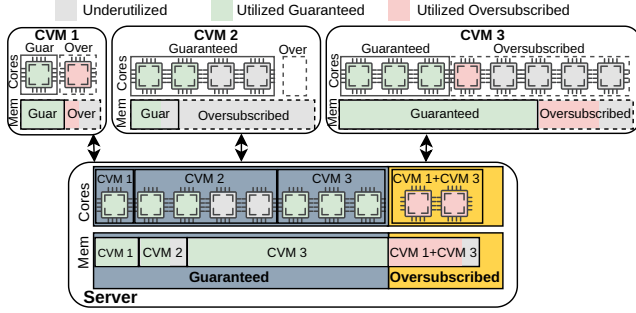 Underutilized Utilized Guaranteed Utilized Oversubscribed
CVM 1
Guar Over
Cores
Mem
Guar Over
CVM 2
Guaranteed Over
Cores
Mem
Guar Oversubscribed
CVM 3
Guaranteed Oversubscribed
Cores
Mem
Guaranteed Oversubscribed
CVM 1 CVM 2 CVM 3 CVM 1+CVM 3
Cores
Mem
CVM 1 CVM 2 CVM 3 CVM 1+CVM 3
Guaranteed Oversubscribed
Server